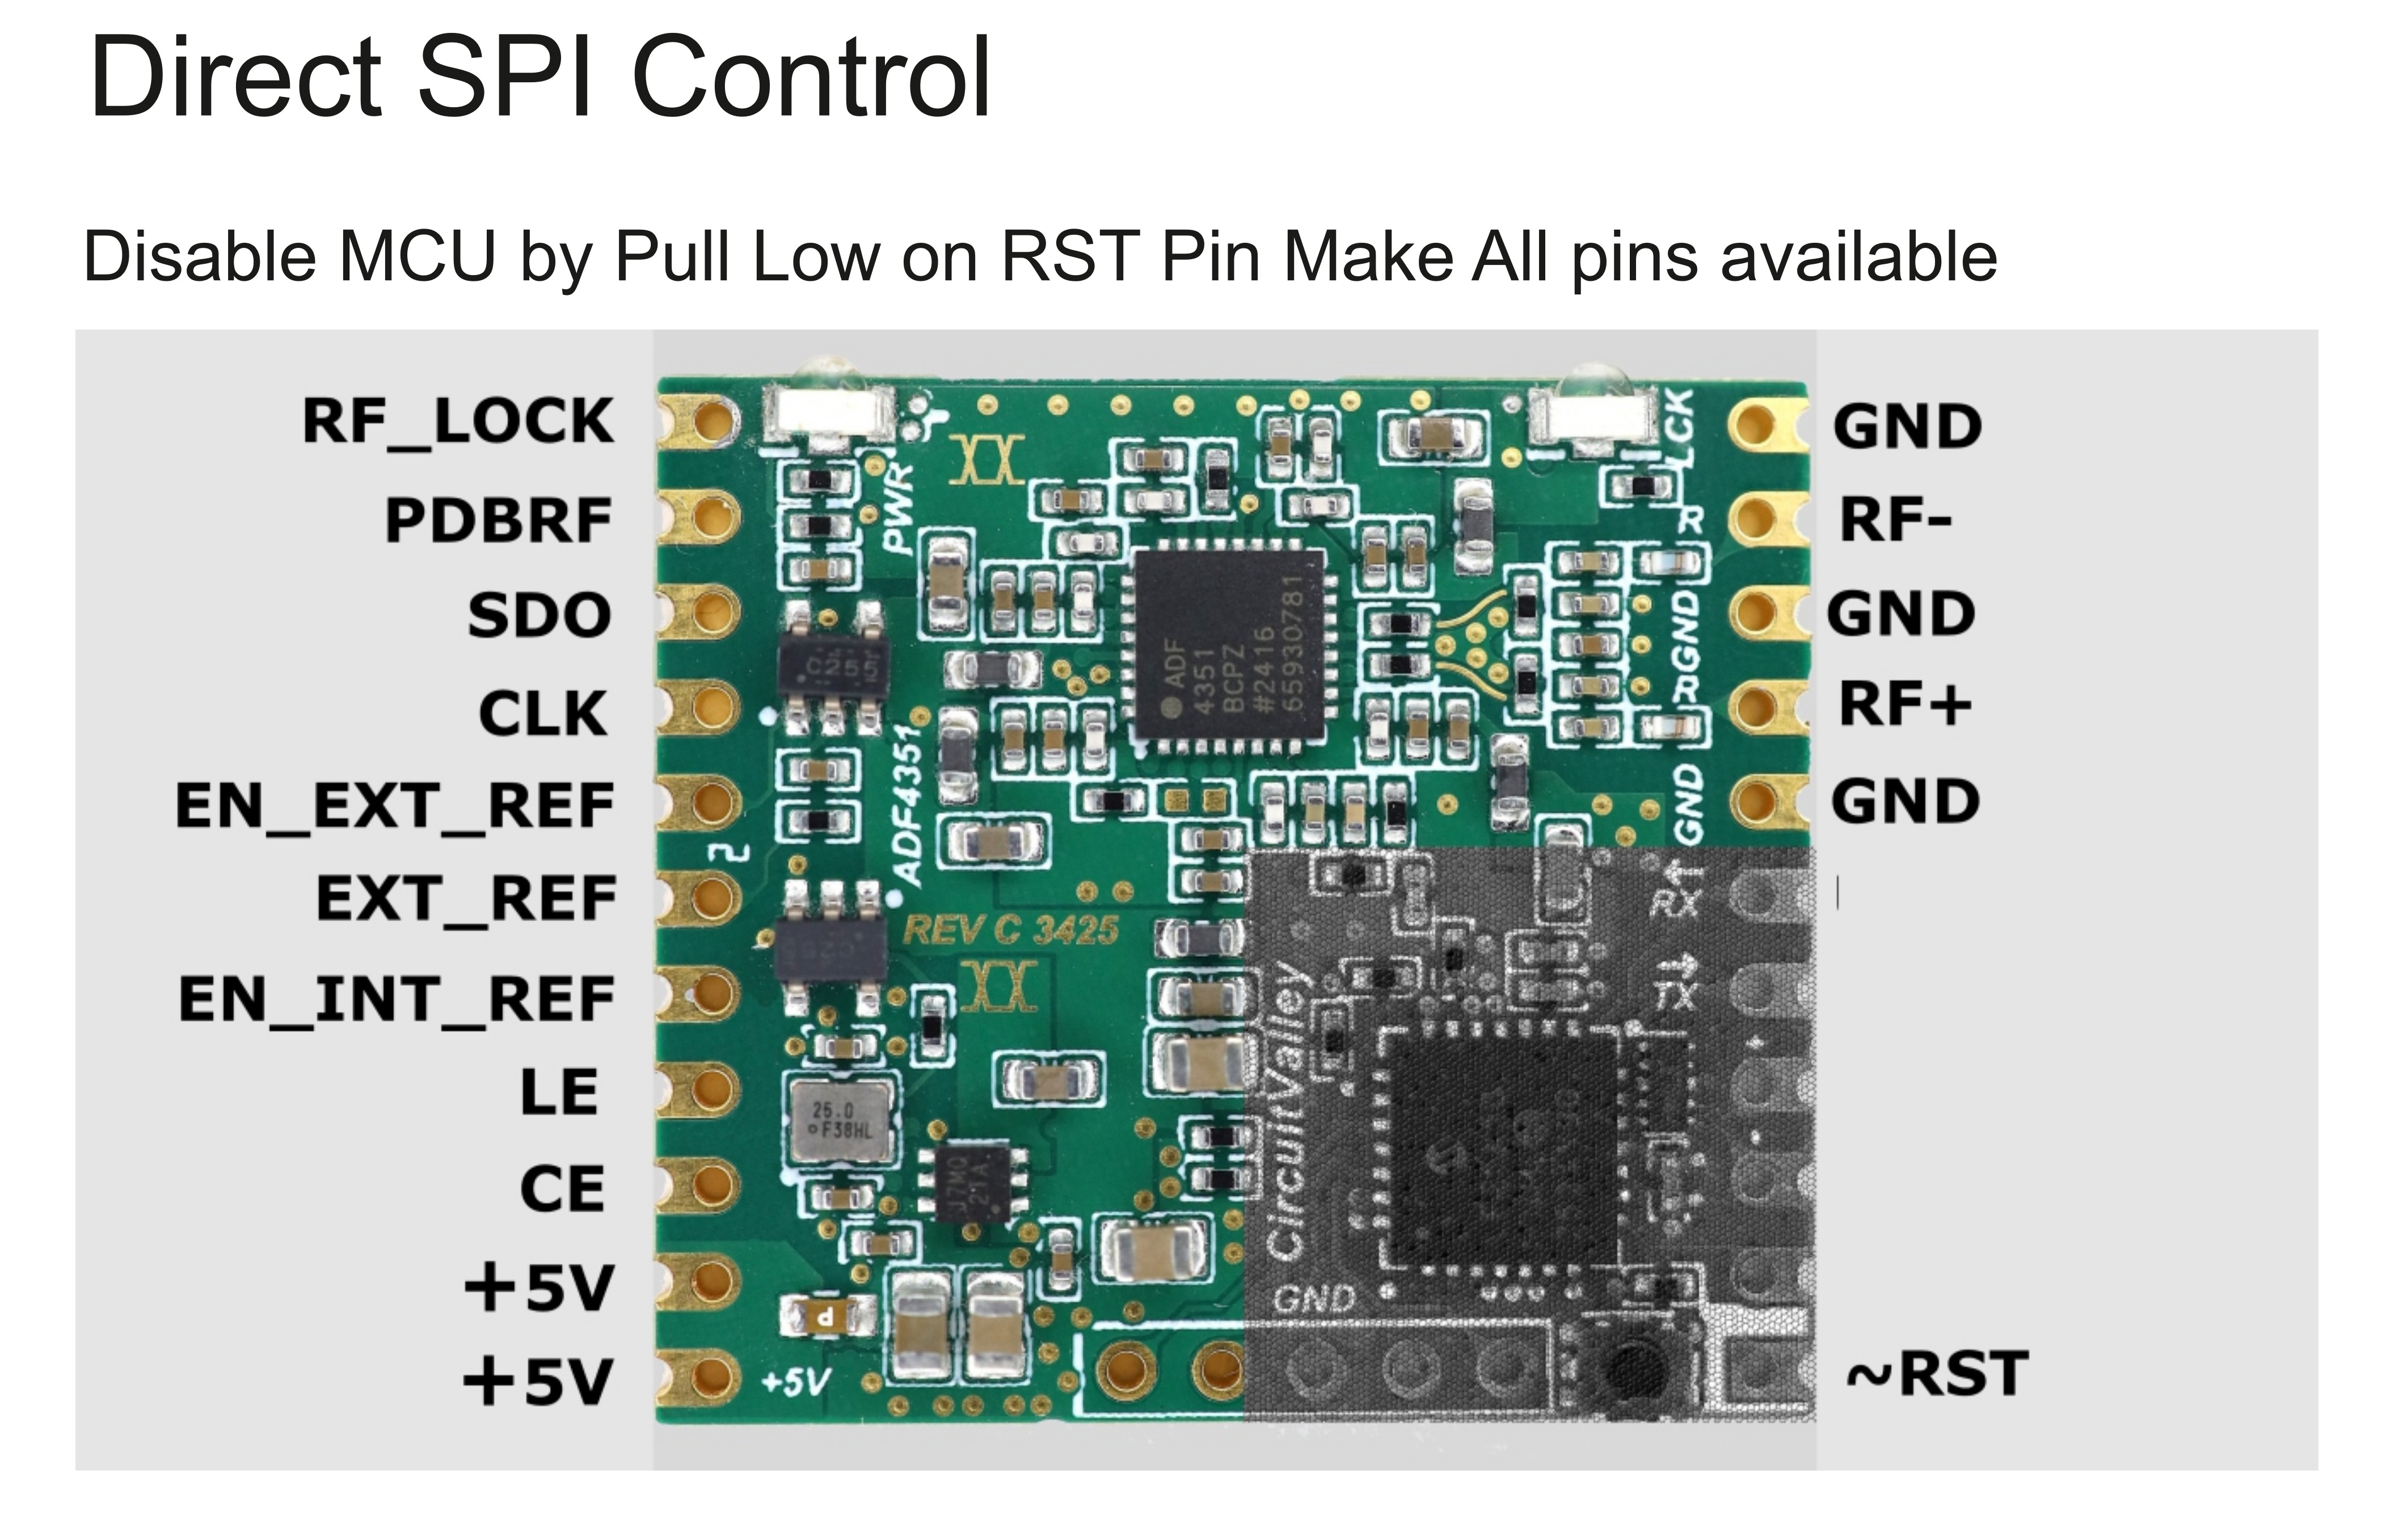 Direct SPI Control
Disable MCU by Pull Low on RST Pin Make All pins available
RF_LOCK
PDBRF
SDO
CLK
EN_EXT_REF
EXT_REF
EN_INT_REF
LE
CE
+5V
+5V
GND
RF-
GND
RF+
GND
~RST
PWR
LCK
ADF
4351
BCPZ
#2416
6593O781
ADF4351
GND
GND
RX
TX
2
REV C 3425
CircuitValley
25.0
F38HL
GND
+5V